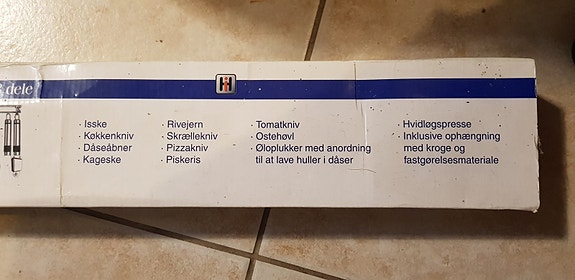 dele
· Isske
· Køkkenkniv
· Dåseåbner
· Kageske
· Rivejern
· Skrællekniv
· Pizzakniv
· Piskeris
· Tomatkniv
· Ostehøvl
· Øloplukker med anordning
til at lave huller i dåser
· Hvidløgspresse
· Inklusive ophængning
med kroge og
fastgørelsesmateriale